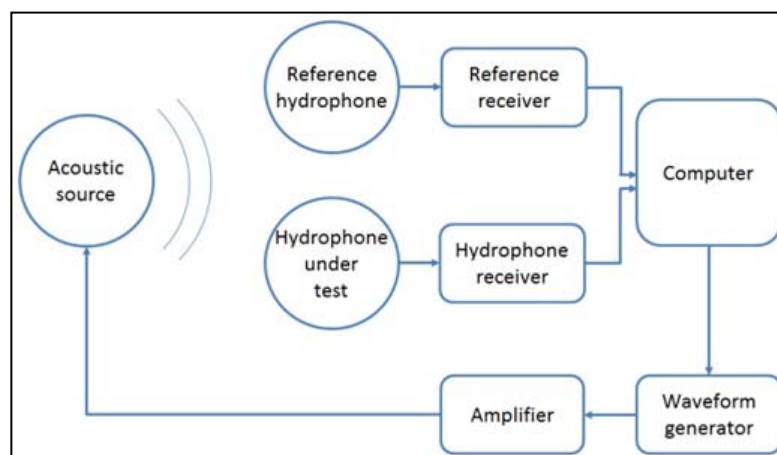 Reference
hydrophone
Reference
receiver
Acoustic
source
Computer
Hydrophone
under
test
Hydrophone
receiver
Amplifier
Waveform
generator